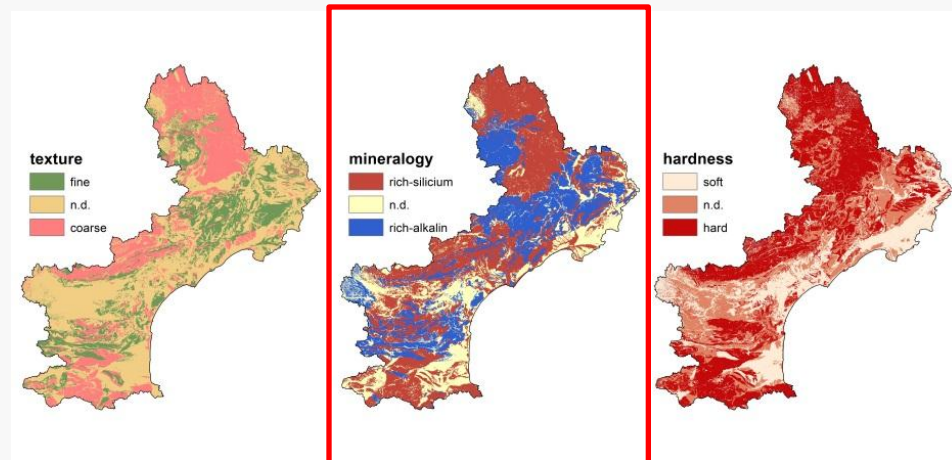 texture
fine
n.d.
coarse
mineralogy
rich-silicium
n.d.
rich-alkalin
hardness
soft
n.d.
hard